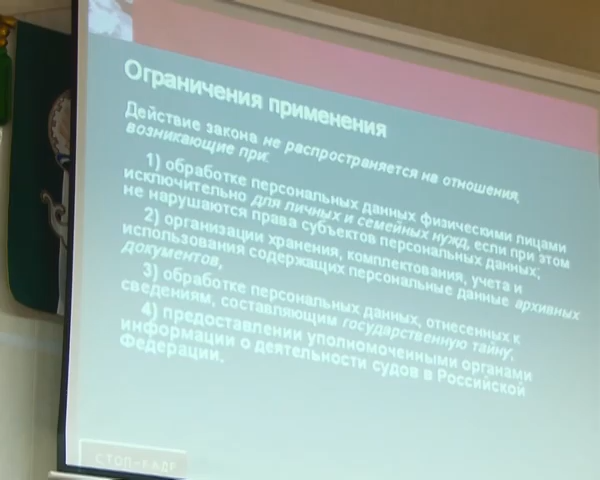 Ограничения применения
Действие закона не распространяется на отношения,
возникающие при:
1) обработке персональных данных физическими лицами
исключительно для личных и семейных нужд, если при этом
не нарушаются права субъектов персональных данных;
2) организации хранения, комплектования, учета и
использования содержащих персональные данные архивных
документов;
3) обработке персональных данных, отнесенных к
сведениям, составляющим государственную тайну;
4) предоставлении уполномоченными органами
информации о деятельности судов в Российской
Федерации.
СТОП-КАДР